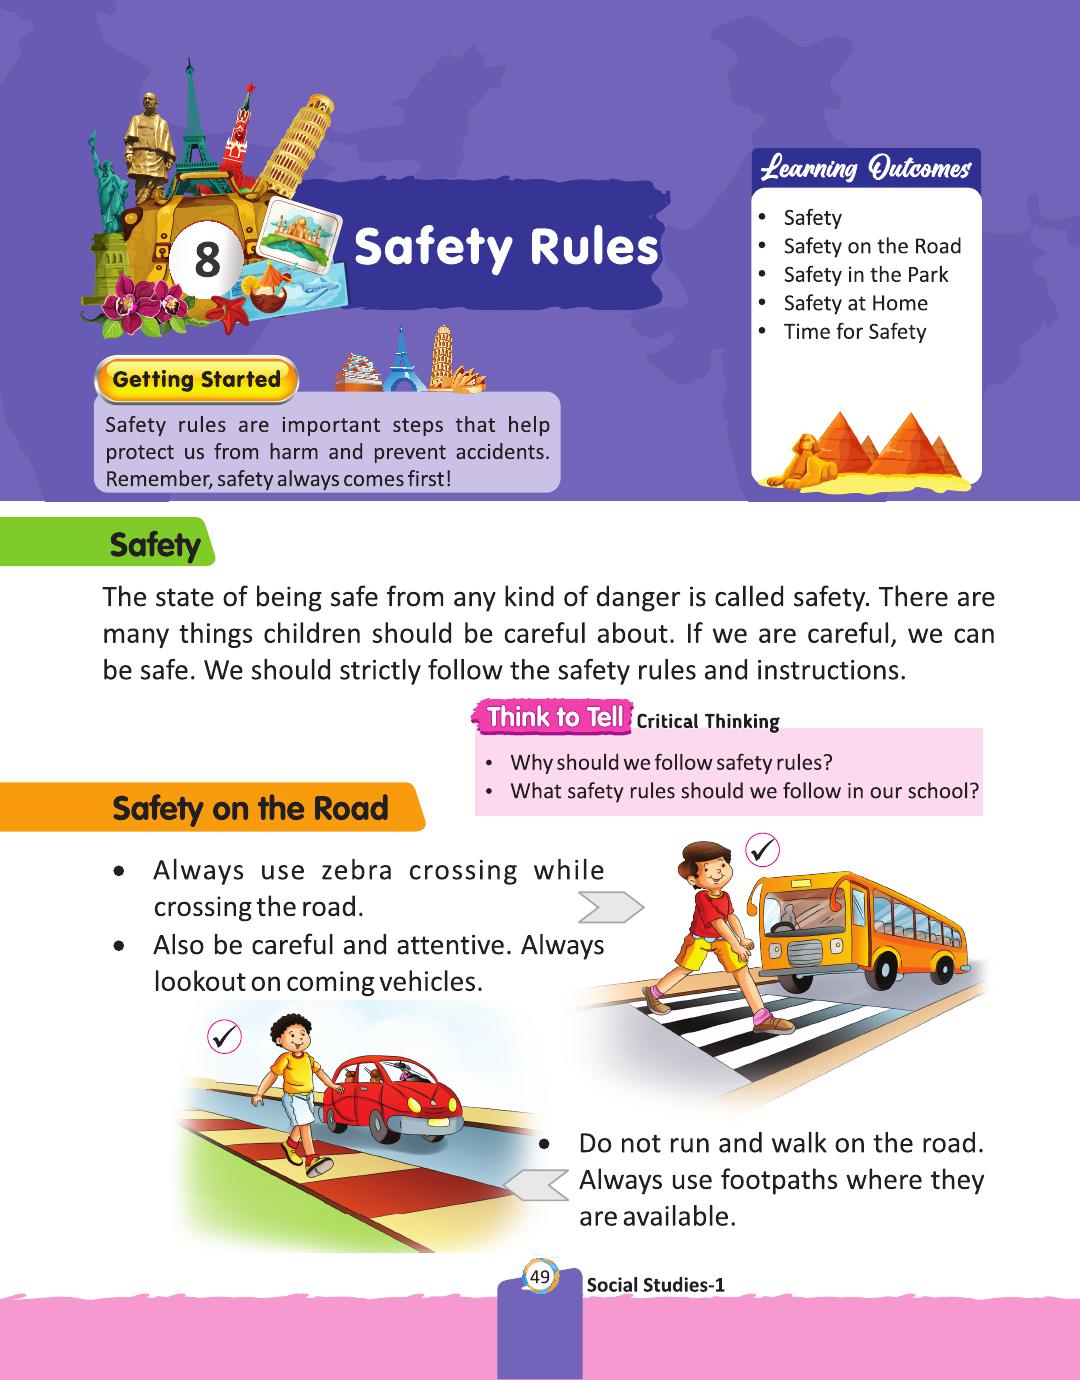 8
Safety Rules
Learning Outcomes
• Safety
• Safety on the Road
• Safety in the Park
• Safety at Home
• Time for Safety
Getting Started
Safety rules are important steps that help
protect us from harm and prevent accidents.
Remember, safety always comes first!
Safety
The state of being safe from any kind of danger is called safety. There are
many things children should be careful about. If we are careful, we can
be safe. We should strictly follow the safety rules and instructions.
Think to Tell Critical Thinking
• Why should we follow safety rules?
• What safety rules should we follow in our school?
Safety on the Road
• Always use zebra crossing while
crossing the road.
• Also be careful and attentive. Always
lookout on coming vehicles.
• Do not run and walk on the road.
Always use footpaths where they
are available.
49
Social Studies-1